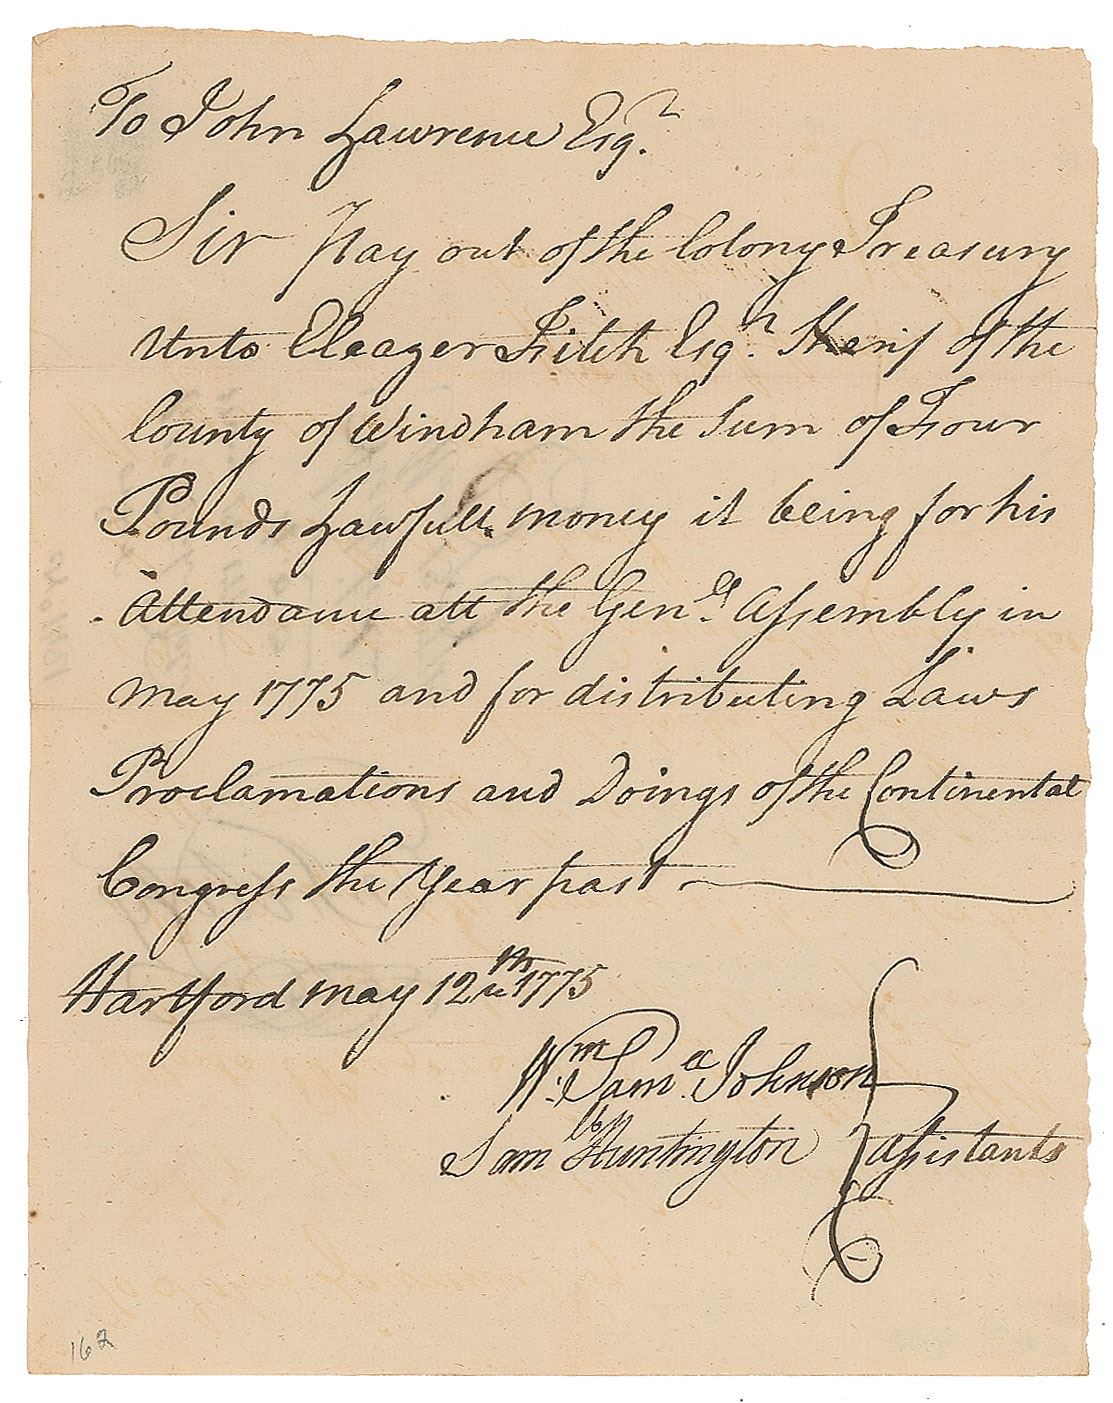 To John Lawrence Esqr.
Sir Pay out of the Colony Treasury
Unto Eleazer Fitch Esqr. Sherif of the
County of Windham the Sum of Four
Pounds Lawfull money it being for his
Attendance att the Genll. Assembly in
May 1775 and for distributing Laws
Proclamations and Doings of the Continental
Congress the Year past
Hartford May 12th 1775
Wm. Saml. Johnson
Saml Huntington } Assistants
162